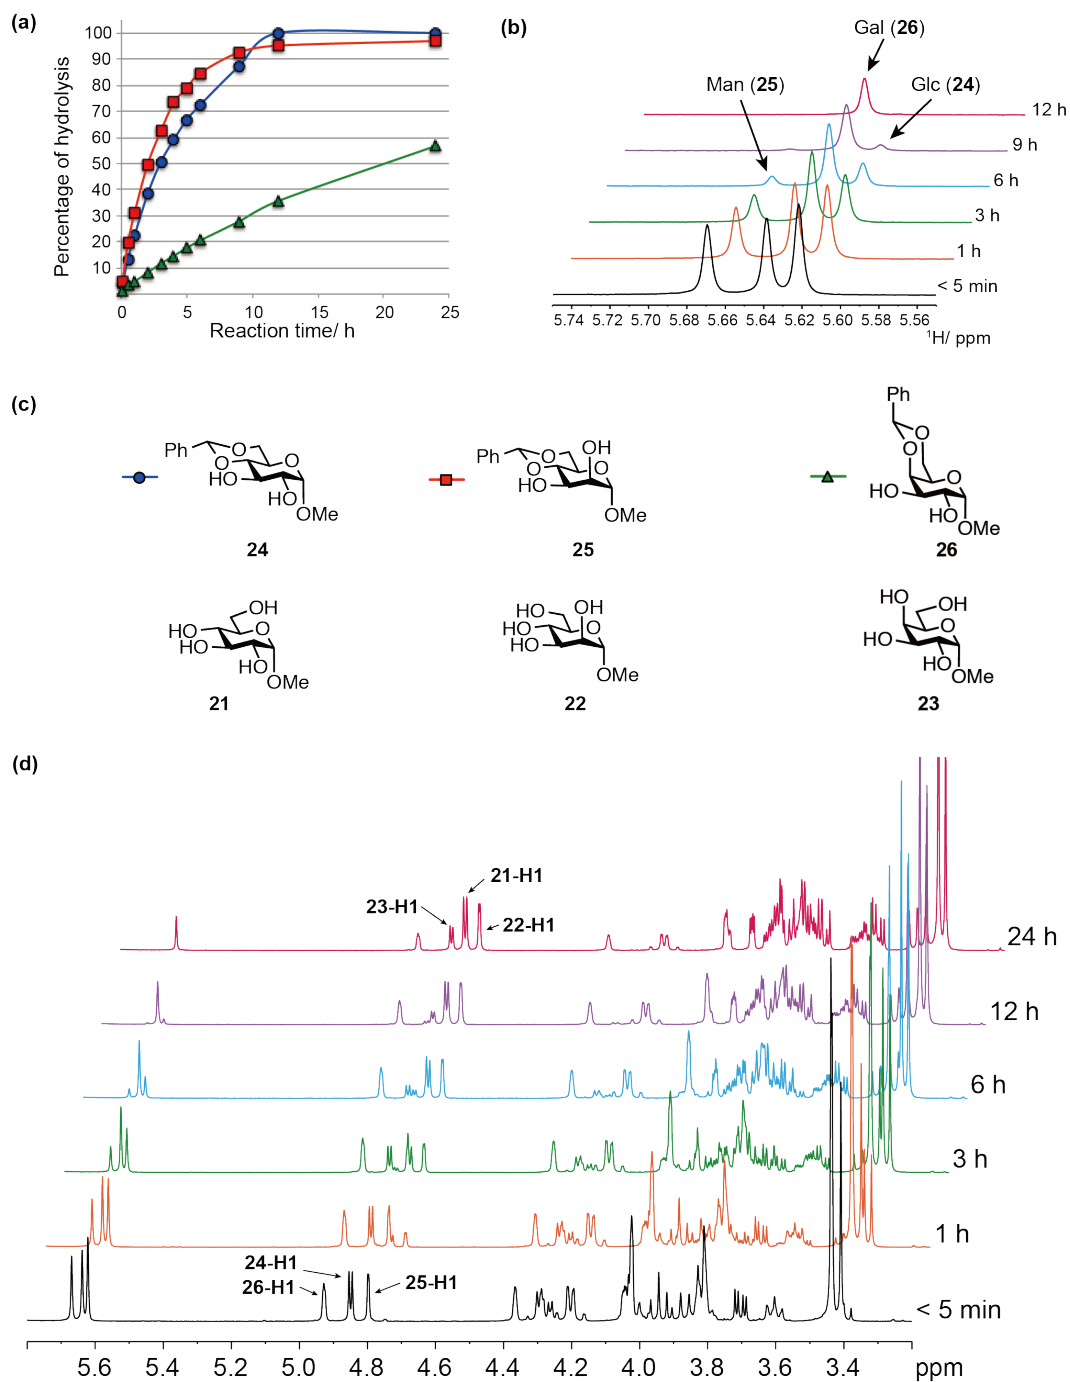 (a)
Percentage of hydrolysis
100
90
80
70
60
50
40
30
20
10
0 5 10 15 20 25
Reaction time/ h
(b)
Gal (26)
Man (25)
Glc (24)
12 h
9 h
6 h
3 h
1 h
< 5 min
5.74 5.72 5.70 5.68 5.66 5.64 5.62 5.60 5.58 5.56
¹H/ ppm
(c)
Ph O O O HO HO OMe
24
Ph O O OH O HO OMe
25
Ph O O O HO HO OMe
26
OH HO HO O HO OMe
21
HO OH HO HO O OMe
22
HO OH O HO HO OMe
23
(d)
21-H1
23-H1
22-H1
24 h
12 h
6 h
3 h
1 h
24-H1
26-H1
25-H1
< 5 min
5.6 5.4 5.2 5.0 4.8 4.6 4.4 4.2 4.0 3.8 3.6 3.4 ppm